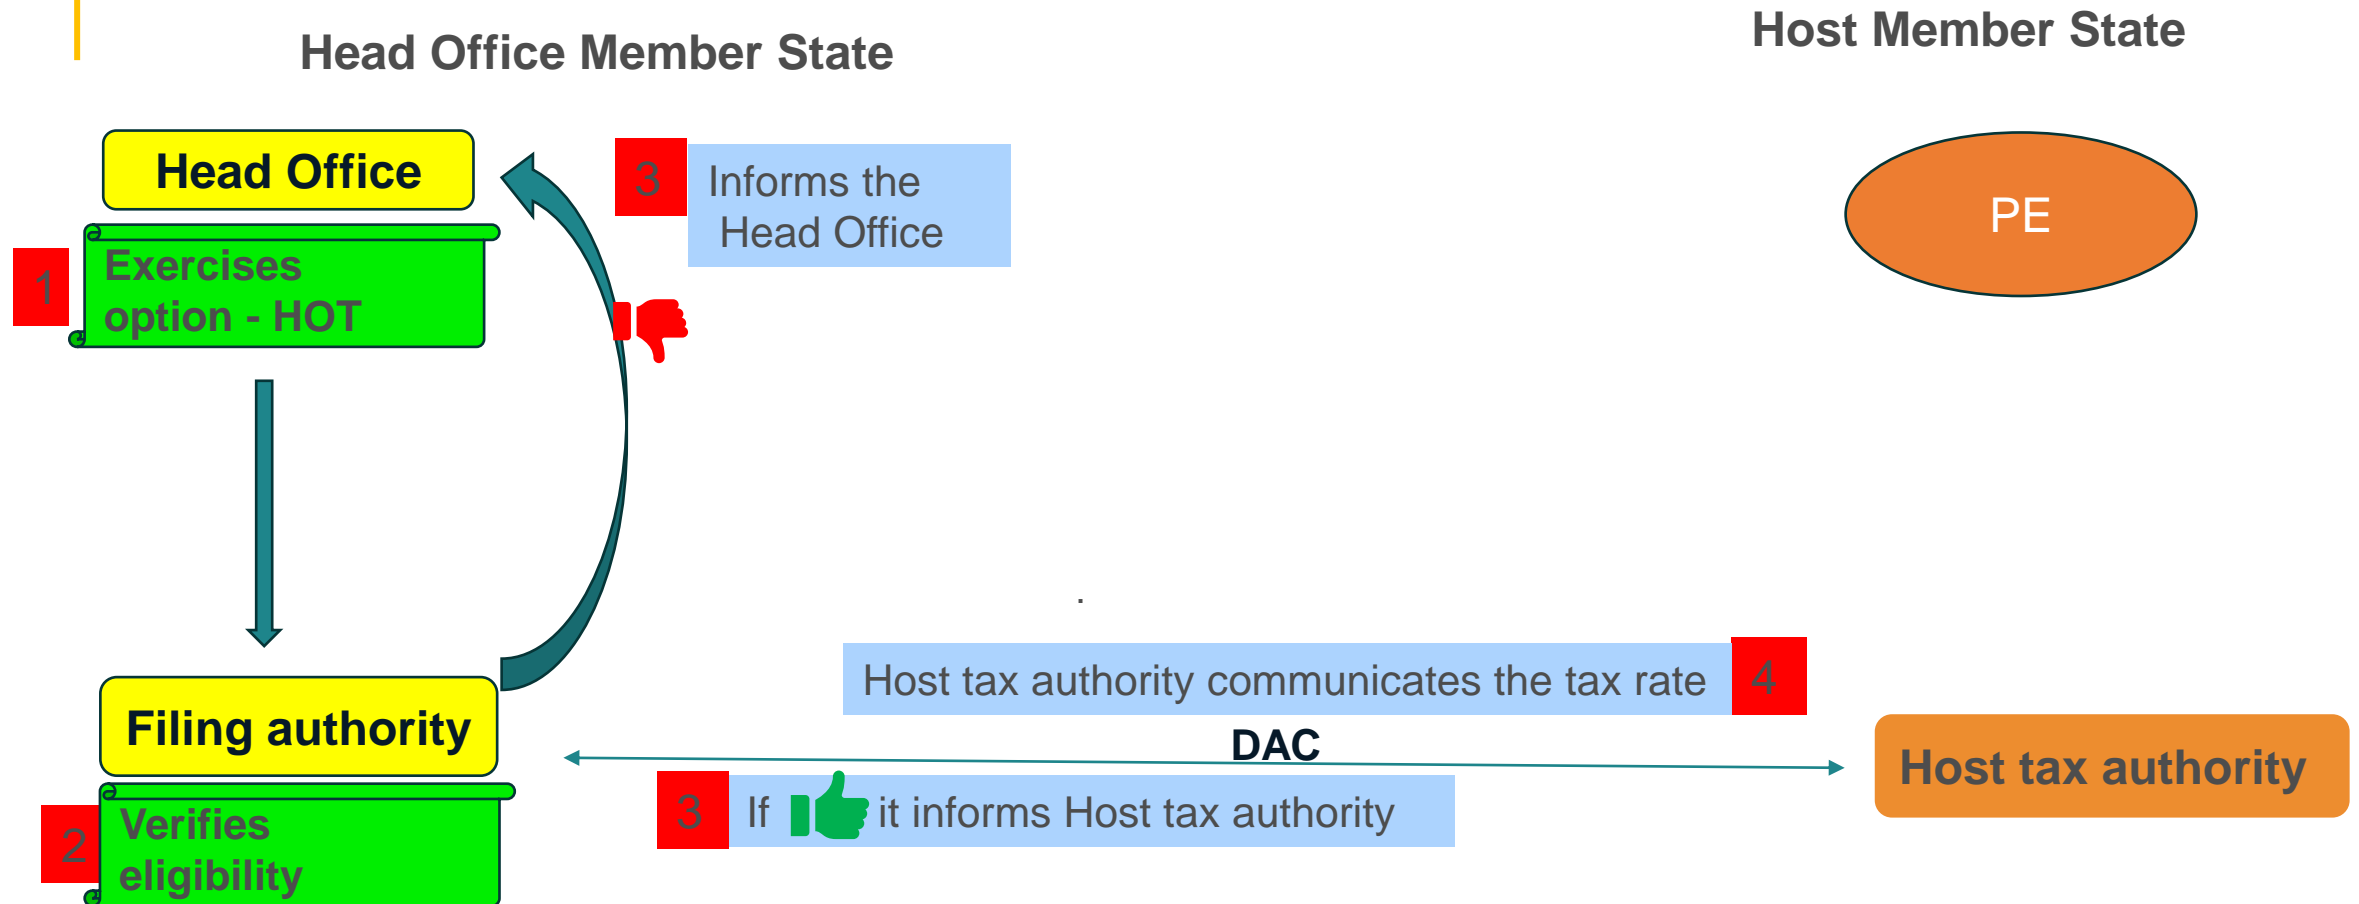 Head Office Member State
Host Member State
Head Office
1
Exercises
option - HOT
3
Informs the
Head Office
PE
.
Host tax authority communicates the tax rate
4
Filing authority
DAC
Host tax authority
3
If it informs Host tax authority
2
Verifies
eligibility